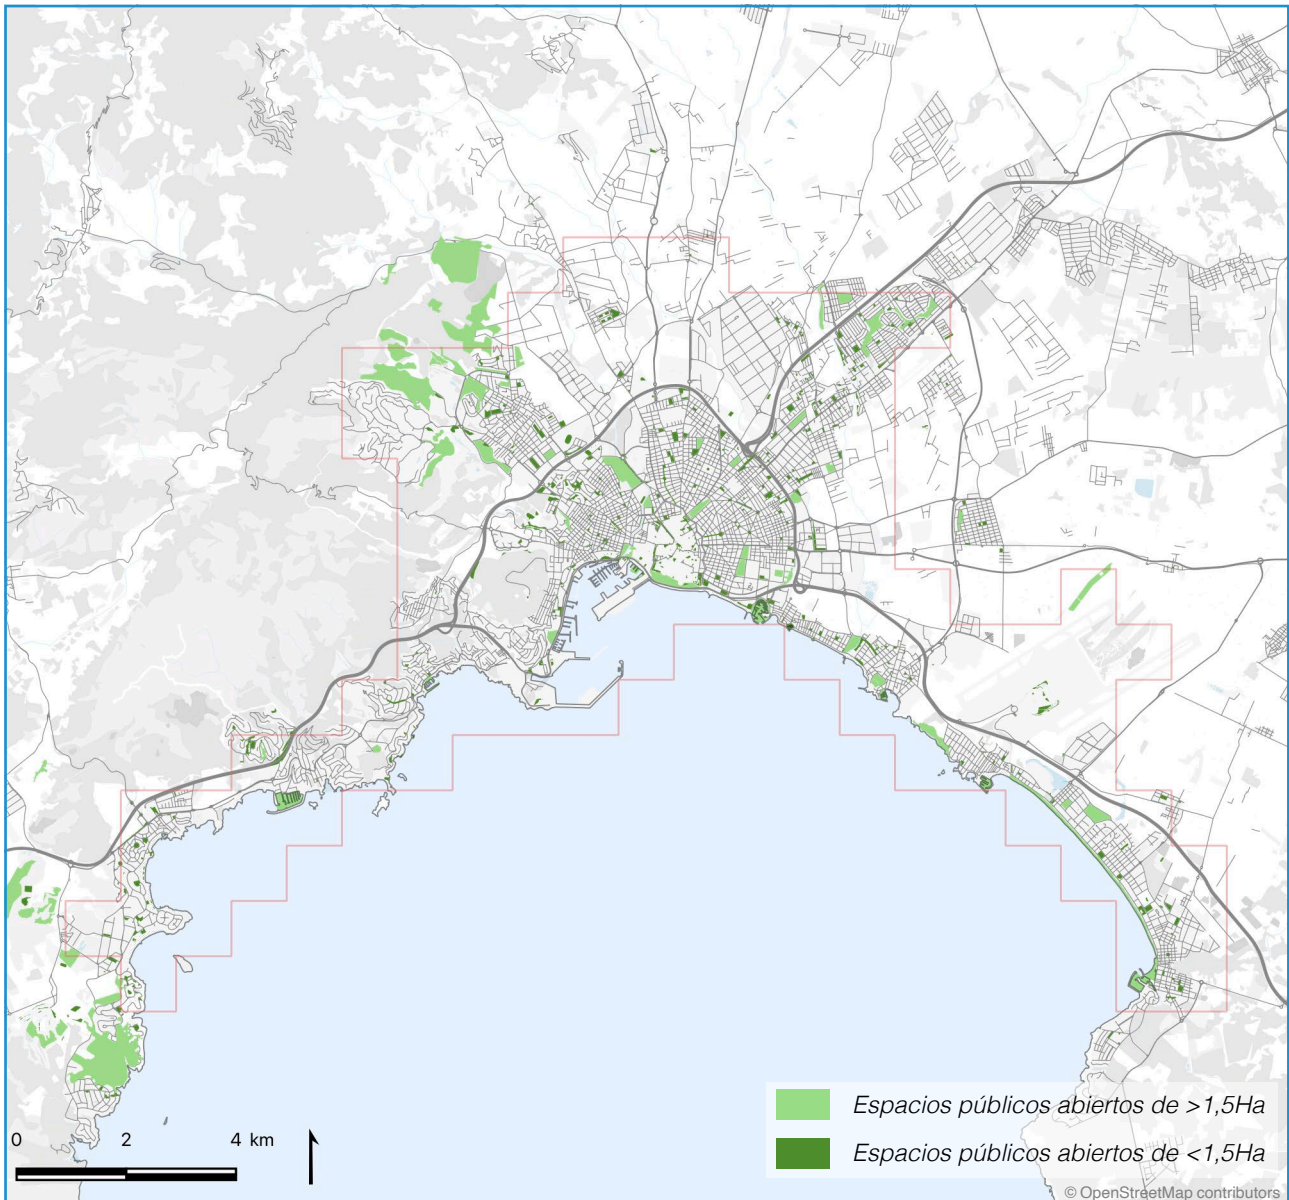 Espacios públicos abiertos de >1,5Ha
Espacios públicos abiertos de <1,5Ha
0 2 4 km
© OpenStreetMap contributors